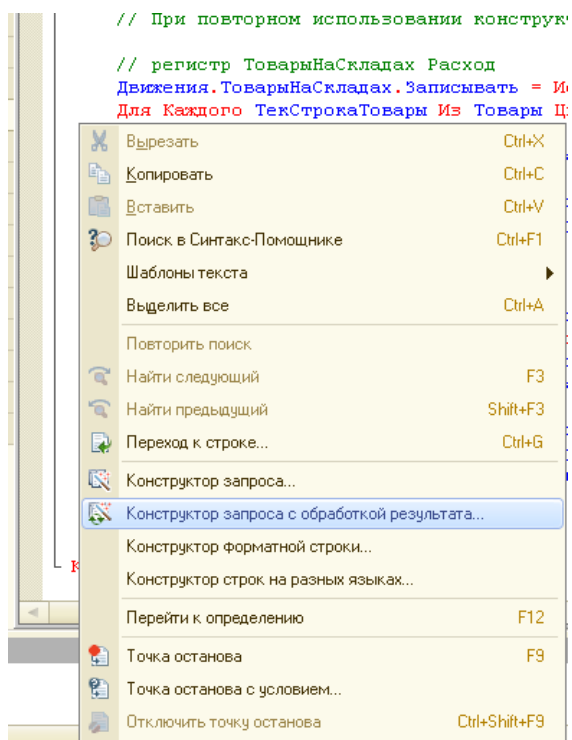 // При повторном использовании
// регистр ТоварыНаСкладах Расход
Движения.ТоварыНаСкладах.Записывать =
Для Каждого ТекСтрокаТовары Из Товары
Вырезать Ctrl+X
Копировать Ctrl+C
Вставить Ctrl+V
Поиск в Синтакс-Помощнике Ctrl+F1
Шаблоны текста
Выделить все Ctrl+A
Повторить поиск
Найти следующий F3
Найти предыдущий Shift+F3
Переход к строке... Ctrl+G
Конструктор запроса...
Конструктор запроса с обработкой результата...
Конструктор форматной строки...
Конструктор строк на разных языках...
Перейти к определению F12
Точка останова F9
Точка останова с условием...
Отключить точку останова Ctrl+Shift+F9